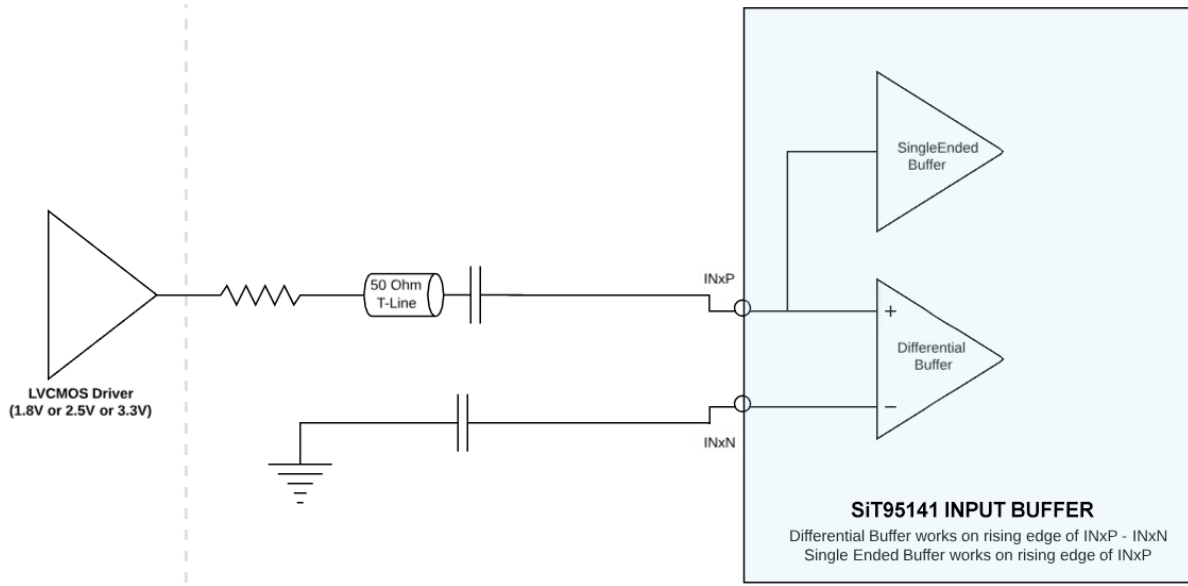 SingleEnded
Buffer
INxP
50 Ohm
T-Line
+
Differential
Buffer
−
LVCMOS Driver
(1.8V or 2.5V or 3.3V)
INxN
SiT95141 INPUT BUFFER
Differential Buffer works on rising edge of INxP - INxN
Single Ended Buffer works on rising edge of INxP